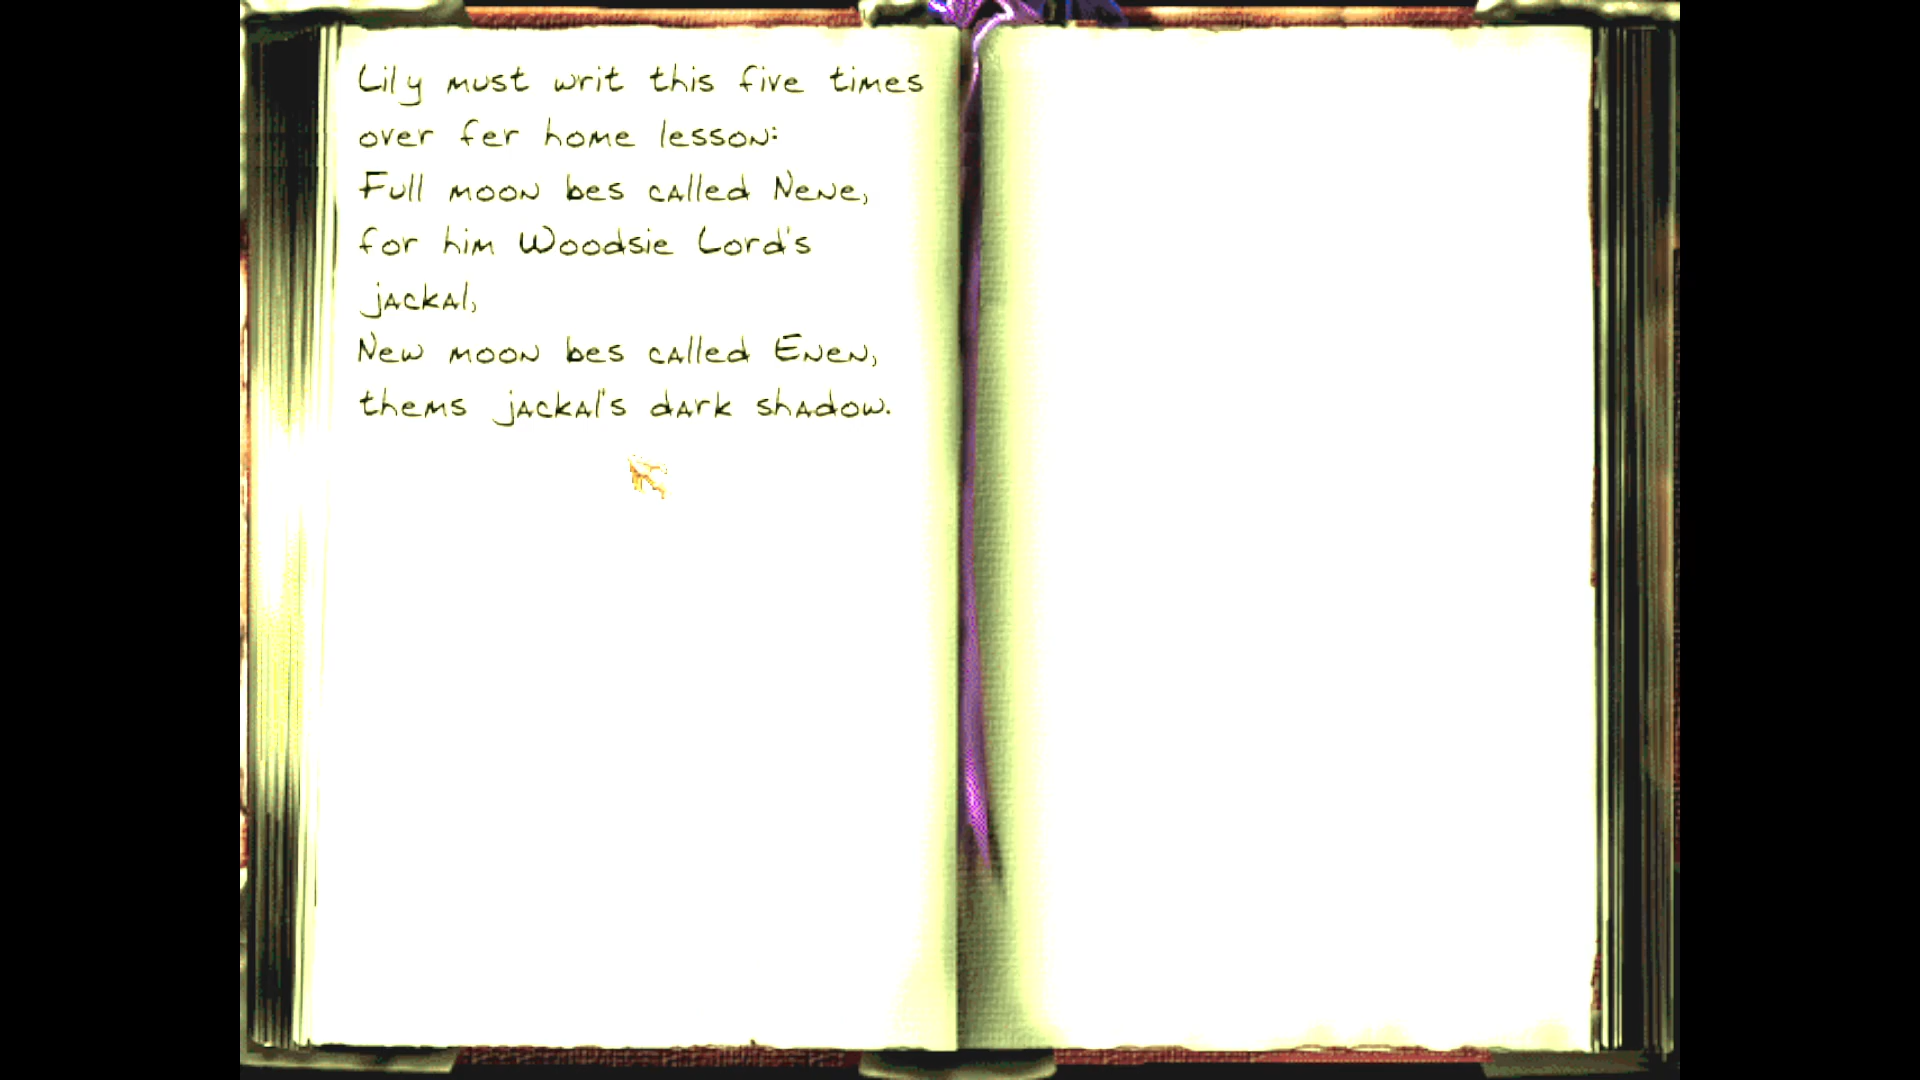 Lily must writ this five times
over fer home lesson:
Full moon bes called Nene,
for him Woodsie Lord's
jackal,
New moon bes called Enen,
thems jackal's dark shadow.